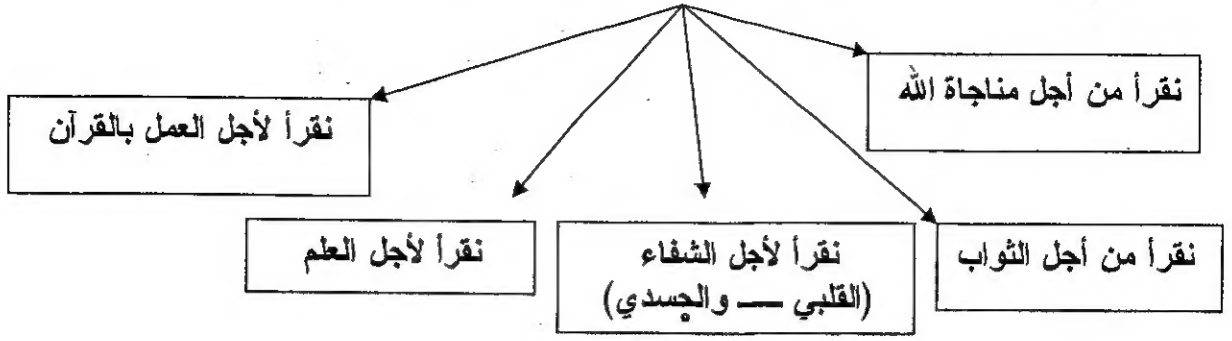 نقرأ من أجل مناجاة الله
نقرأ لأجل العمل بالقرآن
نقرأ من أجل الثواب
نقرأ لأجل الشفاء
(القلبي — والجسدي)
نقرأ لأجل العلم